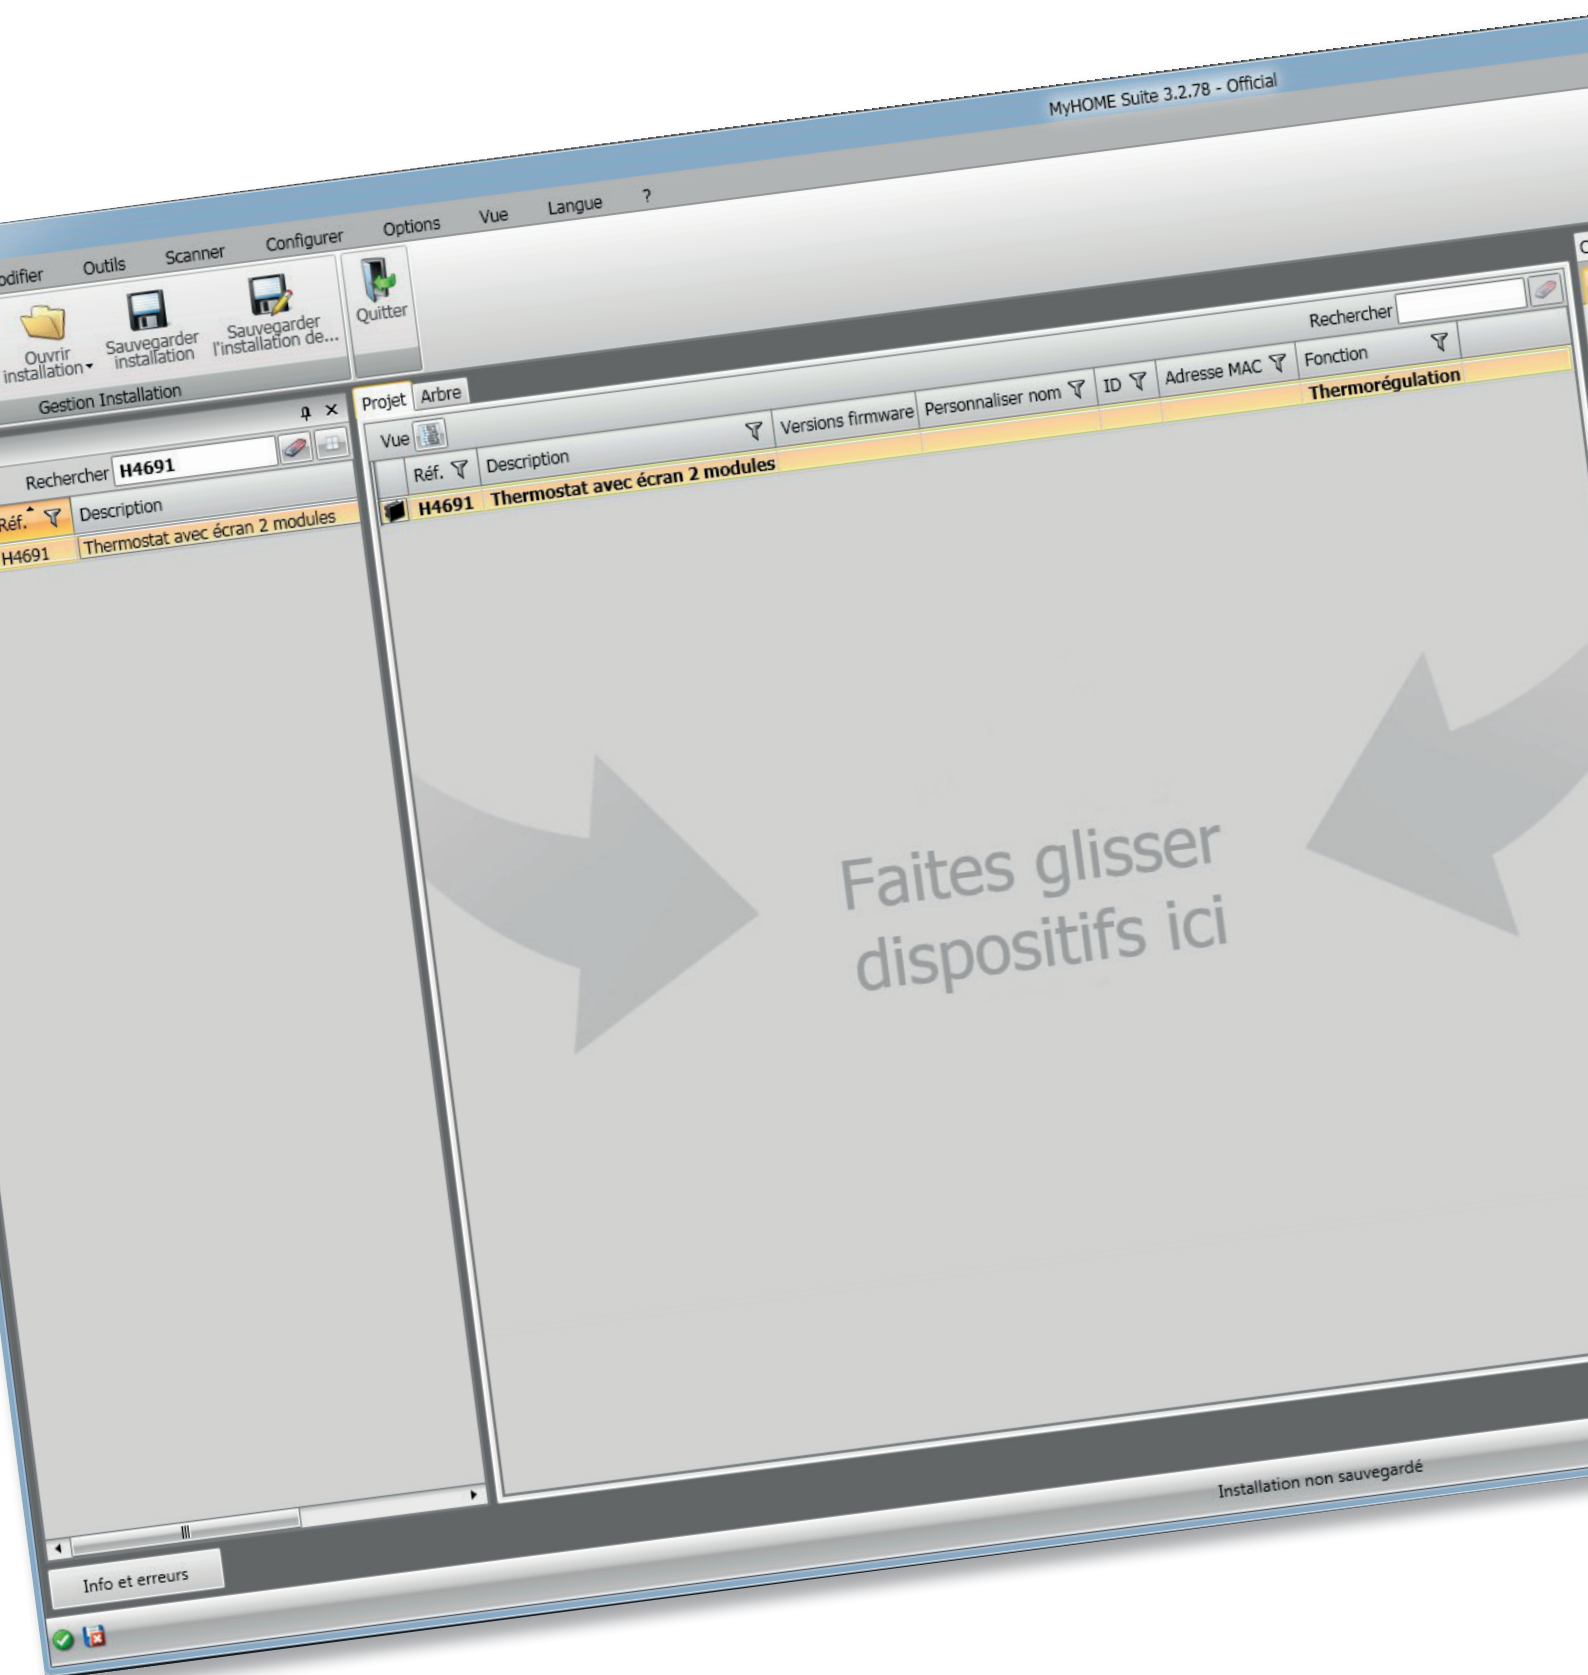 MyHOME Suite 3.2.78 - Official
odifier Outils Scanner Configurer Options Vue Langue ?
Ouvrir
installation
Sauvegarder
installation
Sauvegarder
l'installation de...
Quitter
Gestion Installation
Rechercher H4691
Réf. Description
H4691 Thermostat avec écran 2 modules
Projet Arbre
Vue
Rechercher
Réf. Description Versions firmware Personnaliser nom ID Adresse MAC Fonction
H4691 Thermostat avec écran 2 modules Thermorégulation
Faites glisser
dispositifs ici
Installation non sauvegardé
Info et erreurs